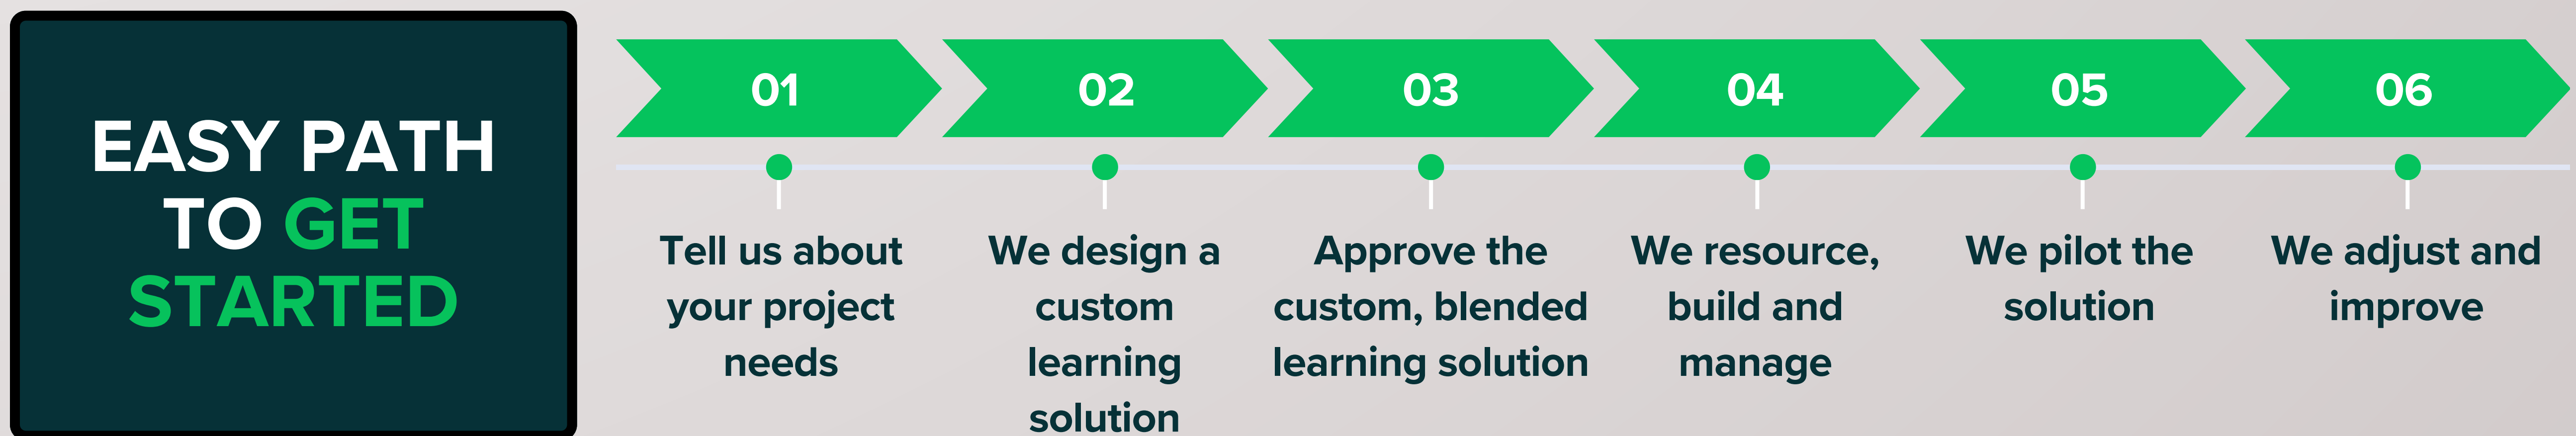 EASY PATH
TO GET
STARTED
01
Tell us about
your project
needs
02
We design a
custom
learning
solution
03
Approve the
custom, blended
learning solution
04
We resource,
build and
manage
05
We pilot the
solution
06
We adjust and
improve